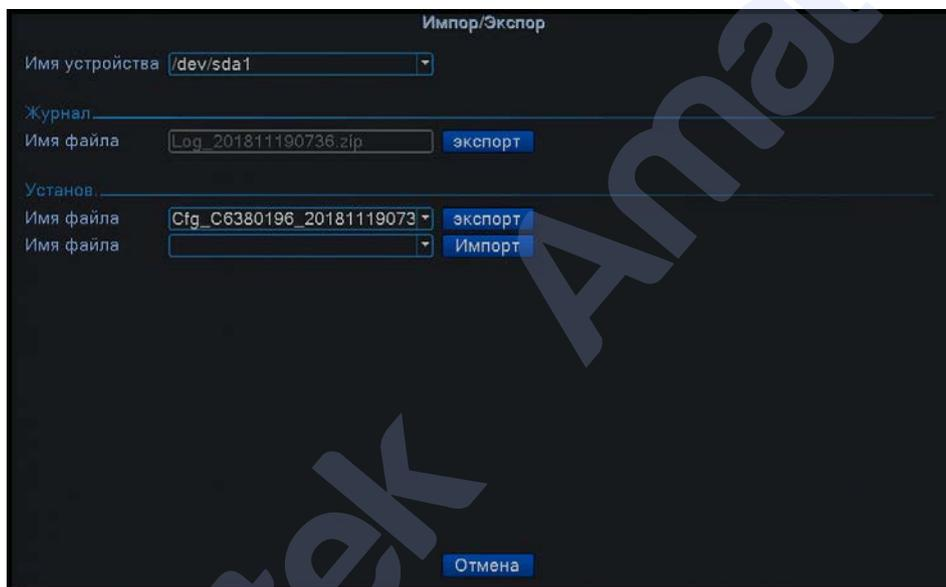 Импор/Экспор
Имя устройства /dev/sda1
Журнал
Имя файла Log_201811190736.zip экспорт
Установ.
Имя файла Cfg_C6380196_20181119073 экспорт
Имя файла Импорт
Отмена